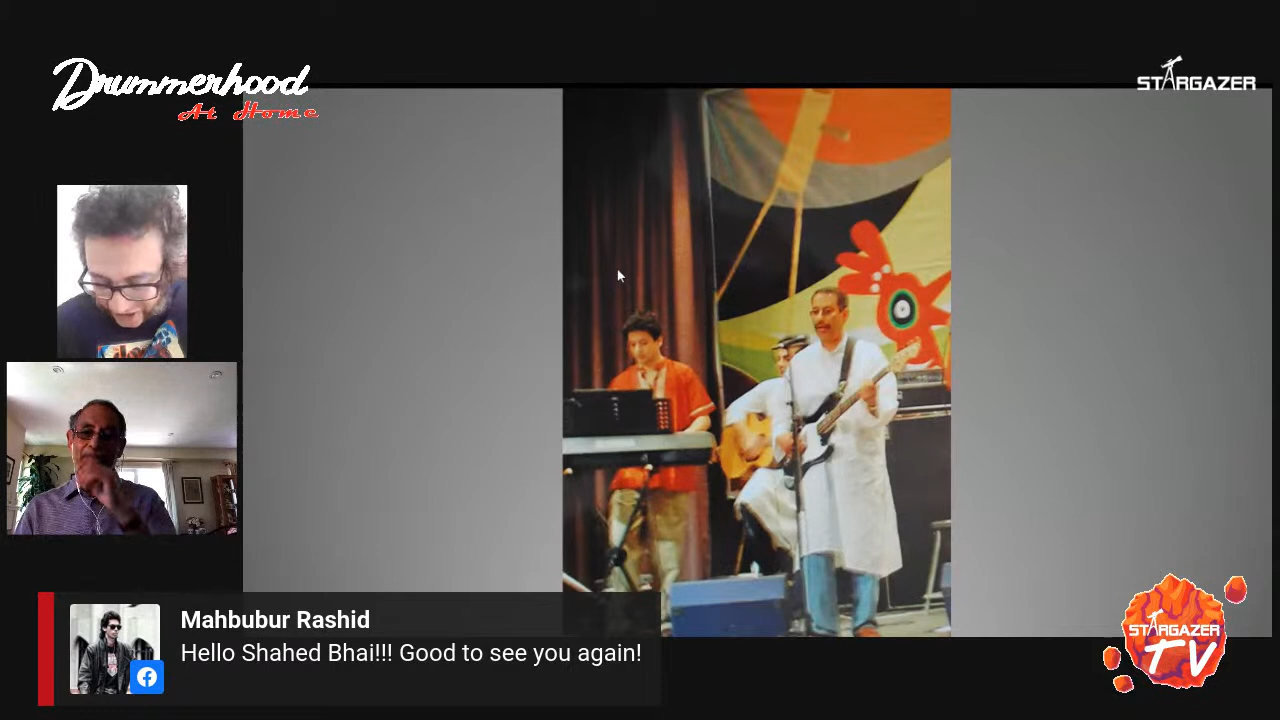 Drummerhood
At Home
STARGAZER
Mahbubur Rashid
Hello Shahed Bhai!!! Good to see you again!
STARGAZER
TV